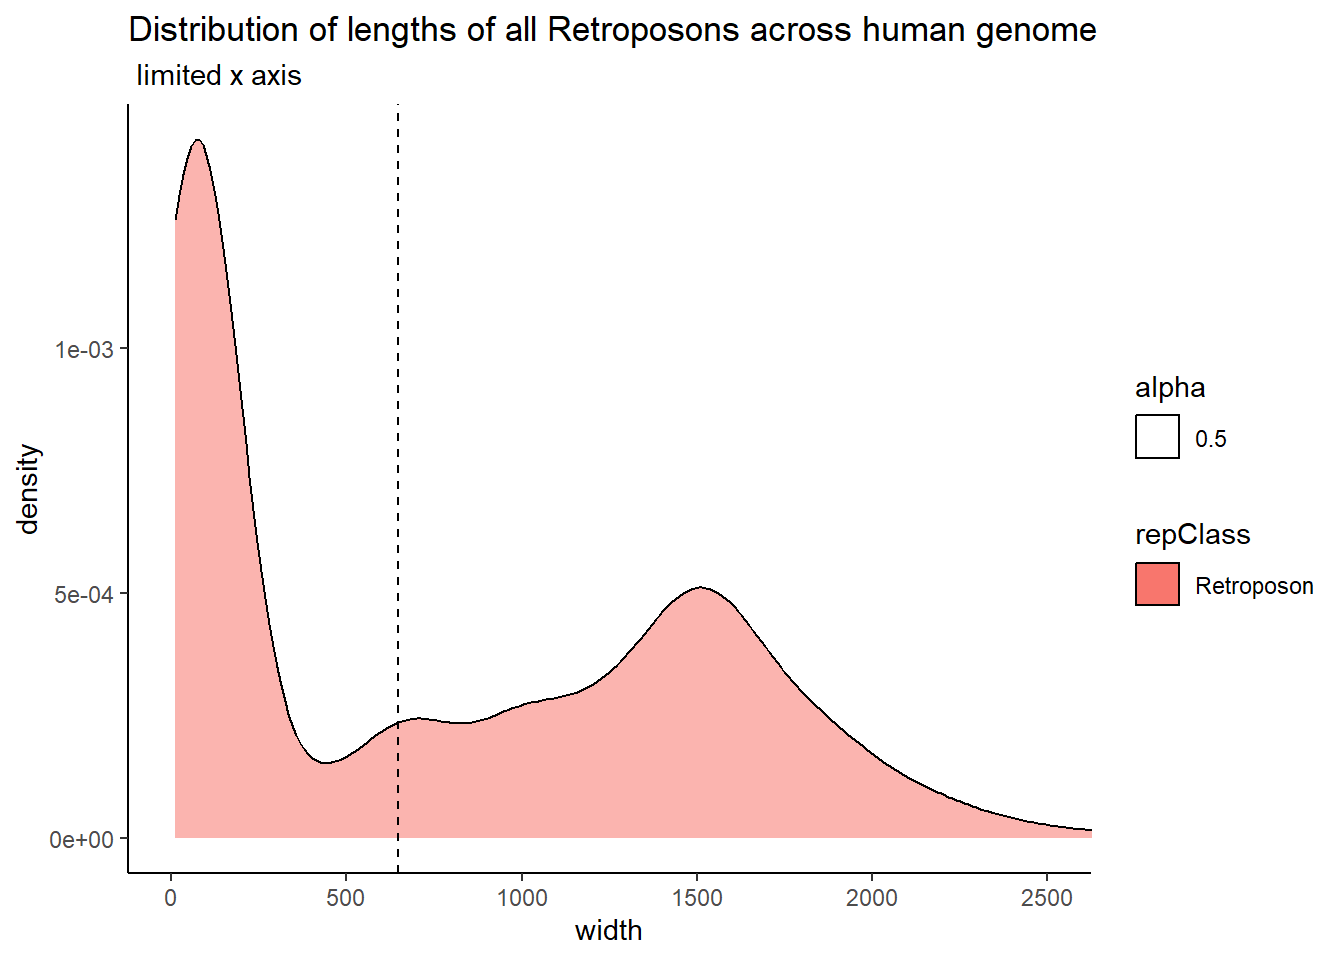 Distribution of lengths of all Retroposons across human genome
limited x axis
1e-03
5e-04
0e+00
density
0
500
1000
1500
2000
2500
width
alpha
0.5
repClass
Retroposon